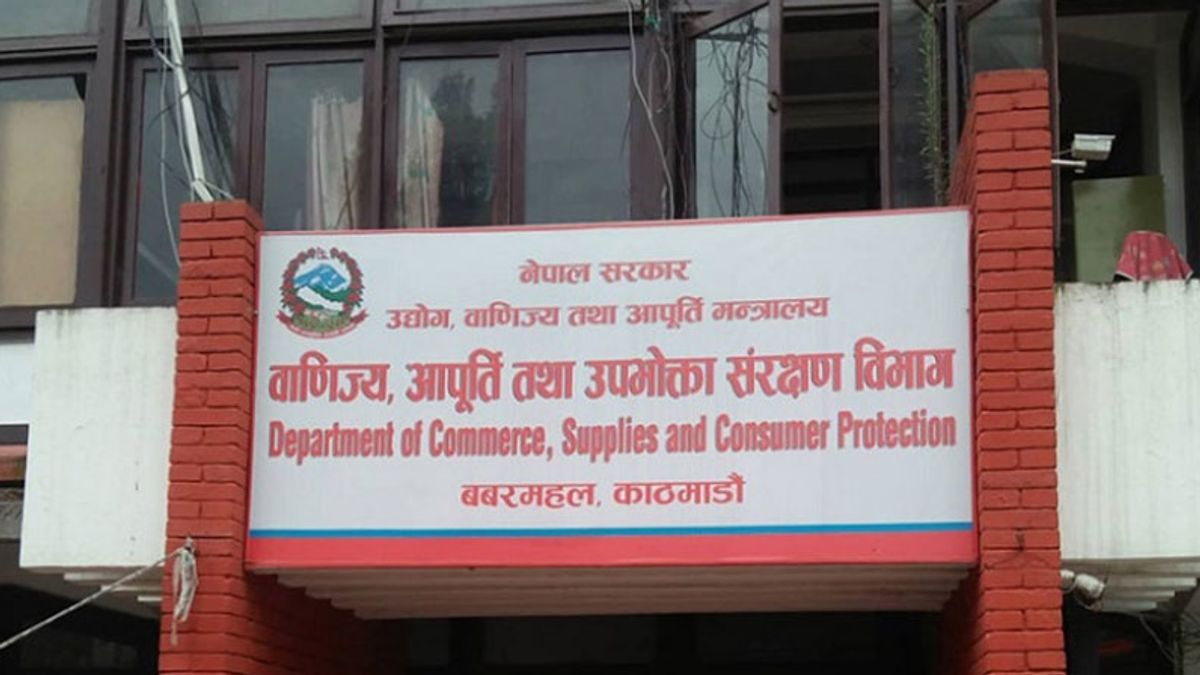 नेपाल सरकार
उद्योग, वाणिज्य तथा आपूर्ति मन्त्रालय
वाणिज्य, आपूर्ति तथा उपभोक्ता संरक्षण विभाग
Department of Commerce, Supplies and Consumer Protection
बबरमहल, काठमाडौं